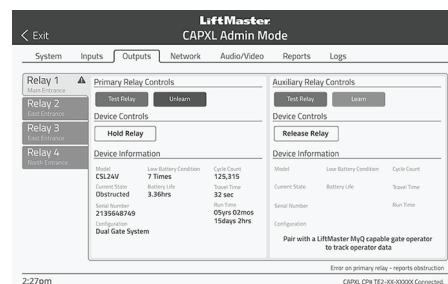 LiftMaster
Exit
CAPXL Admin Mode
System Inputs Outputs Network Audio/Video Reports Logs
Relay 1
Main Entrance
Relay 2
East Entrance
Relay 3
East Entrance
Relay 4
North Entrance
Primary Relay Controls
Test Relay Unlearn
Device Controls
Hold Relay
Device Information
Model Low Battery Condition Cycle Count
CSL24V 7 Times 125,315
Current State Battery Life Travel Time
Obstructed 3.36hrs 32 sec
Serial Number Run Time
2135648749 05yrs 02mos
15days 2hrs
Configuration
Dual Gate System
Auxiliary Relay Controls
Test Relay Learn
Device Controls
Release Relay
Device Information
Model Low Battery Condition Cycle Count
Current State Battery Life Travel Time
Serial Number Run Time
Configuration
Pair with a LiftMaster MyQ capable gate operator
to track operator data
Error on primary relay - reports obstruction
2:27pm
CAPXL CP# TE2-XX-XXXXX Connected